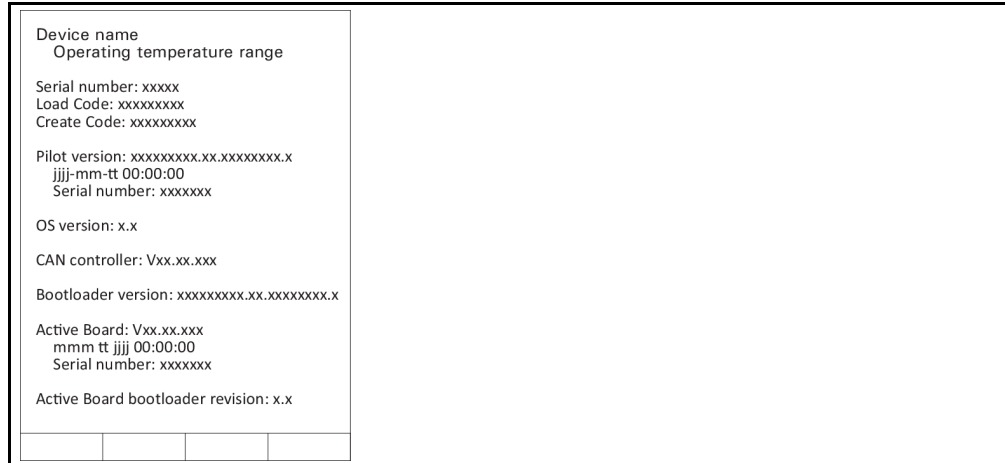 Device name
Operating temperature range
Serial number: xxxxx
Load Code: xxxxxxxxx
Create Code: xxxxxxxxx
Pilot version: xxxxxxxxx.xx.xxxxxxxx.x
jjjj-mm-tt 00:00:00
Serial number: xxxxxxx
OS version: x.x
CAN controller: Vxx.xx.xxx
Bootloader version: xxxxxxxxx.xx.xxxxxxxx.x
Active Board: Vxx.xx.xxx
mmm tt jjjj 00:00:00
Serial number: xxxxxxx
Active Board bootloader revision: x.x